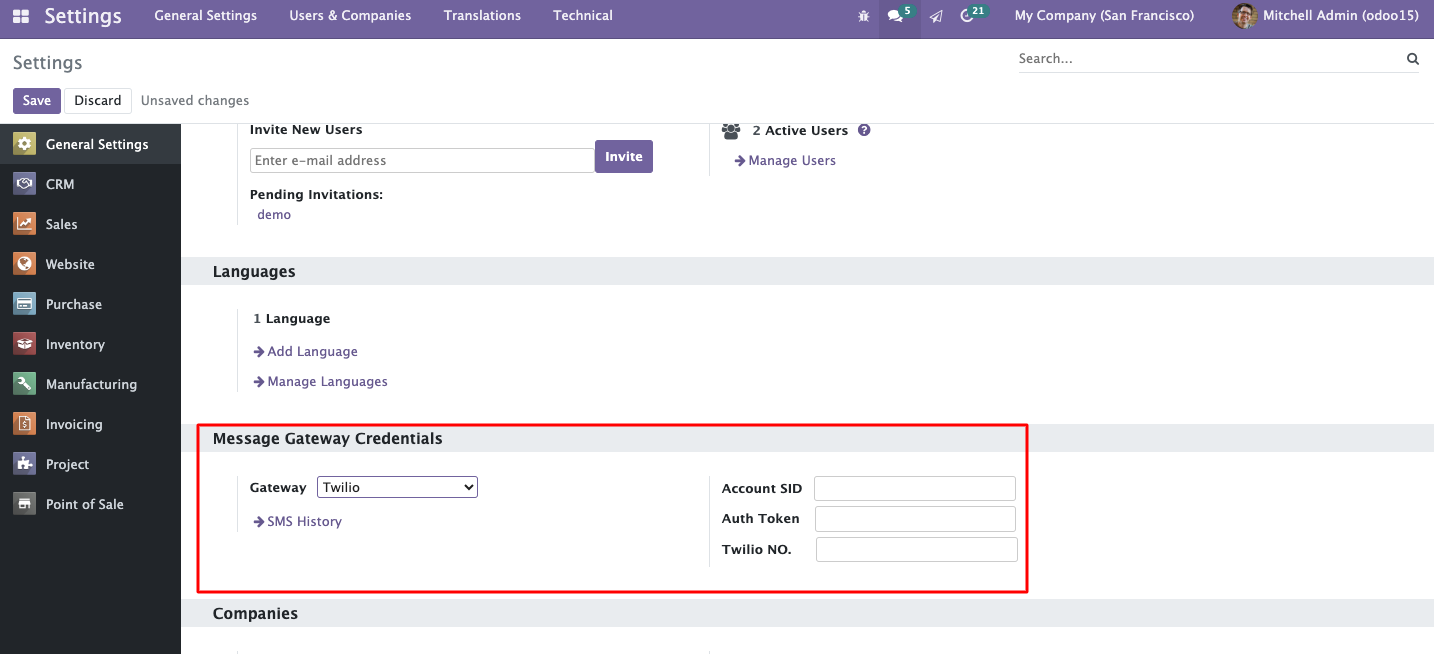 Settings General Settings Users & Companies Translations Technical 5 21 My Company (San Francisco) Mitchell Admin (odoo15)
Settings
Search...
Save Discard Unsaved changes
General Settings
CRM
Sales
Website
Purchase
Inventory
Manufacturing
Invoicing
Project
Point of Sale
Invite New Users
Enter e-mail address Invite
Pending Invitations:
demo
2 Active Users ?
Manage Users
Languages
1 Language
Add Language
Manage Languages
Message Gateway Credentials
Gateway Twilio
SMS History
Account SID
Auth Token
Twilio NO.
Companies